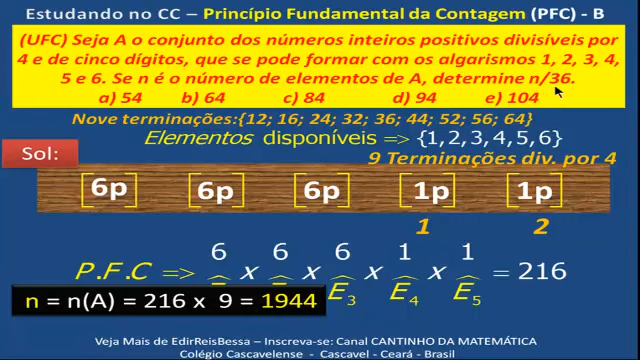 Estudando no CC – Princípio Fundamental da Contagem (PFC) - B
(UFC) Seja A o conjunto dos números inteiros positivos divisíveis por
4 e de cinco dígitos, que se pode formar com os algarismos 1, 2, 3, 4,
5 e 6. Se n é o número de elementos de A, determine n/36.
a) 54 b) 64 c) 84 d) 94 e) 104
Nove terminações:{12; 16; 24; 32; 36; 44; 52; 56; 64}
Elementos disponíveis => {1,2,3,4,5,6}
Sol:
9 Terminações div. por 4
[6p] [6p] [6p] [1p] [1p]
1 2
6 6 6 1 1
P.F.C => x x x x = 216
E3 E4 E5
n = n(A) = 216 x 9 = 1944
Veja Mais de EdirReisBessa – Inscreva-se: Canal CANTINHO DA MATEMÁTICA
Colégio Cascavelense - Cascavel - Ceará - Brasil